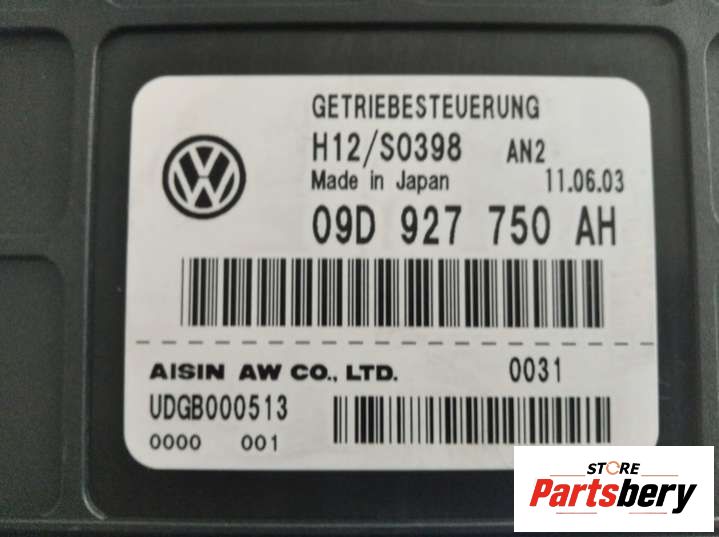 GETRIEBESTEUERUNG
H12/S0398 AN2
Made in Japan 11.06.03
09D 927 750 AH
AISIN AW CO., LTD. 0031
UDGB000513
0000 001
STORE
Partsbery